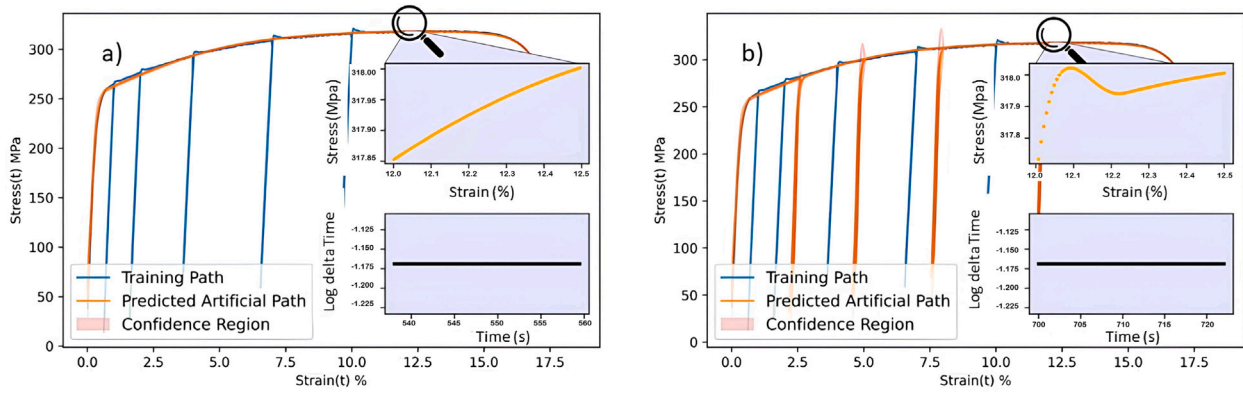 a)
Stress(t) MPa
300
250
200
150
100
50
0
0.0 2.5 5.0 7.5 10.0 12.5 15.0 17.5
Strain(t) %
Training Path
Predicted Artificial Path
Confidence Region
Stress (Mpa)
318.00
317.95
317.90
317.85
12.0 12.1 12.2 12.3 12.4 12.5
Strain (%)
Log delta Time
-1.125
-1.150
-1.175
-1.200
-1.225
540 545 550 555 560
Time (s)
b)
Stress(t) MPa
300
250
200
150
100
50
0
0.0 2.5 5.0 7.5 10.0 12.5 15.0 17.5
Strain(t) %
Training Path
Predicted Artificial Path
Confidence Region
Stress (Mpa)
318.0
317.9
317.8
12.0 12.1 12.2 12.3 12.4 12.5
Strain (%)
Log delta Time
-1.125
-1.150
-1.175
-1.200
-1.225
700 705 710 715 720
Time (s)